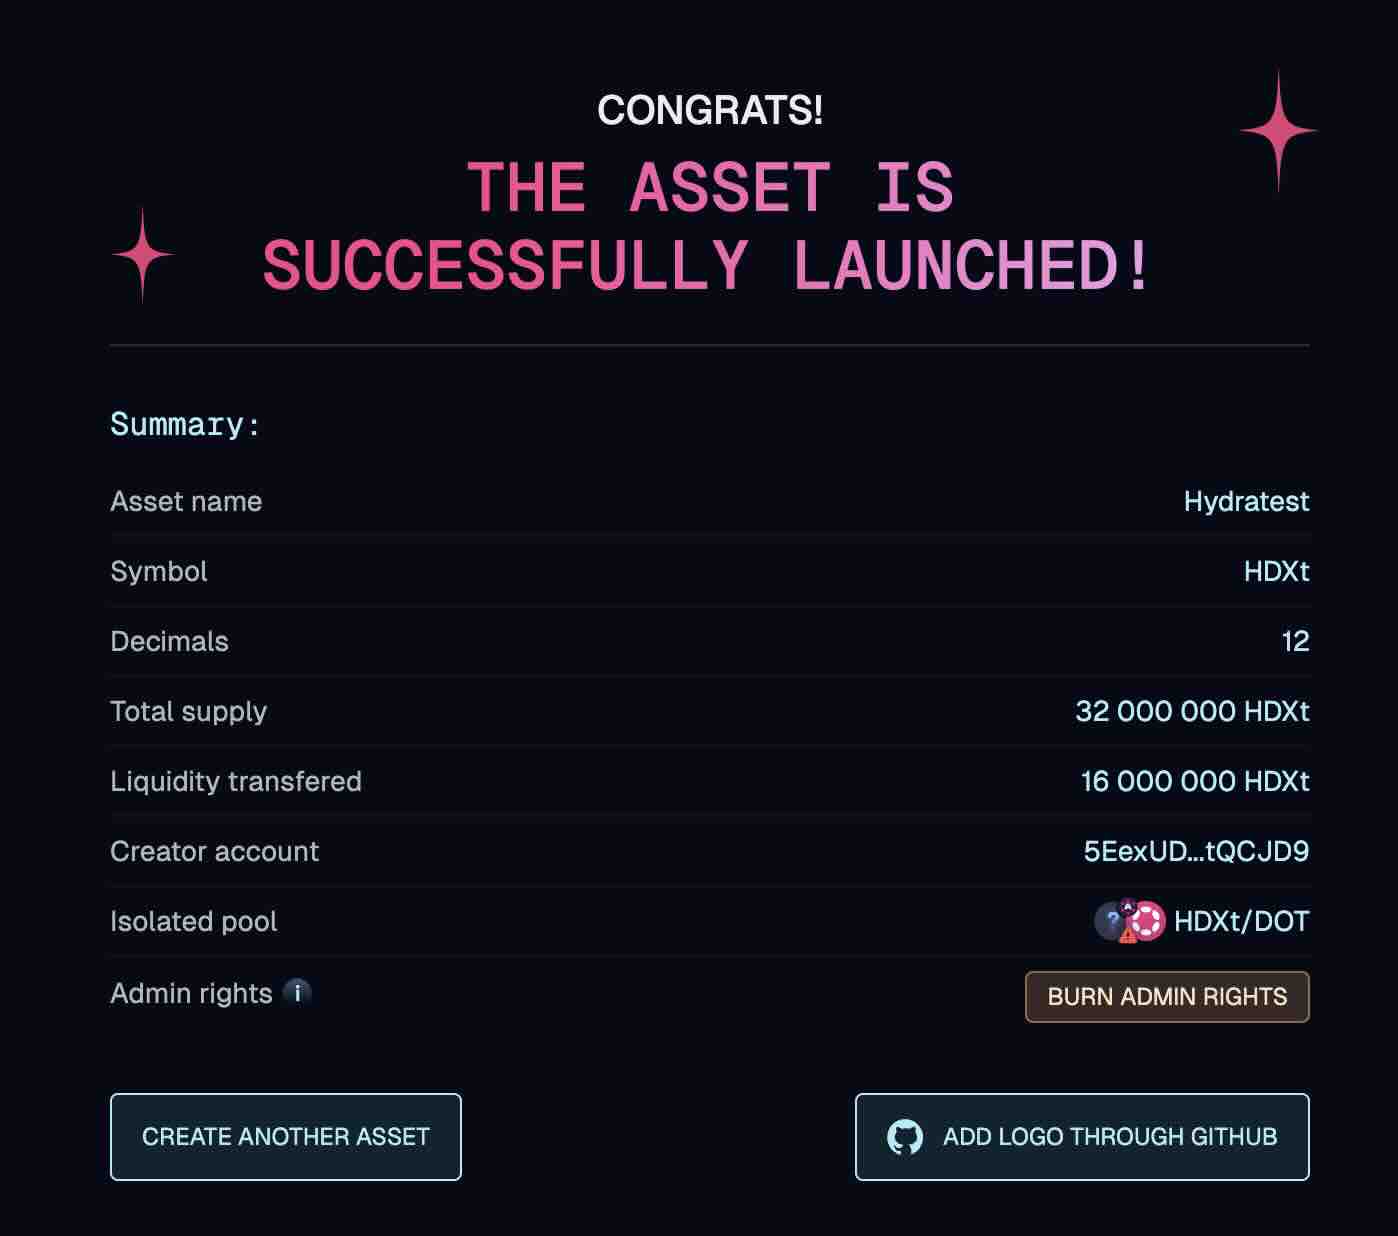 CONGRATS!
THE ASSET IS
SUCCESSFULLY LAUNCHED!
Summary:
Asset name Hydratest
Symbol HDXt
Decimals 12
Total supply 32 000 000 HDXt
Liquidity transfered 16 000 000 HDXt
Creator account 5EexUD...tQCJD9
Isolated pool ? A HDXt/DOT
Admin rights i BURN ADMIN RIGHTS
CREATE ANOTHER ASSET ADD LOGO THROUGH GITHUB